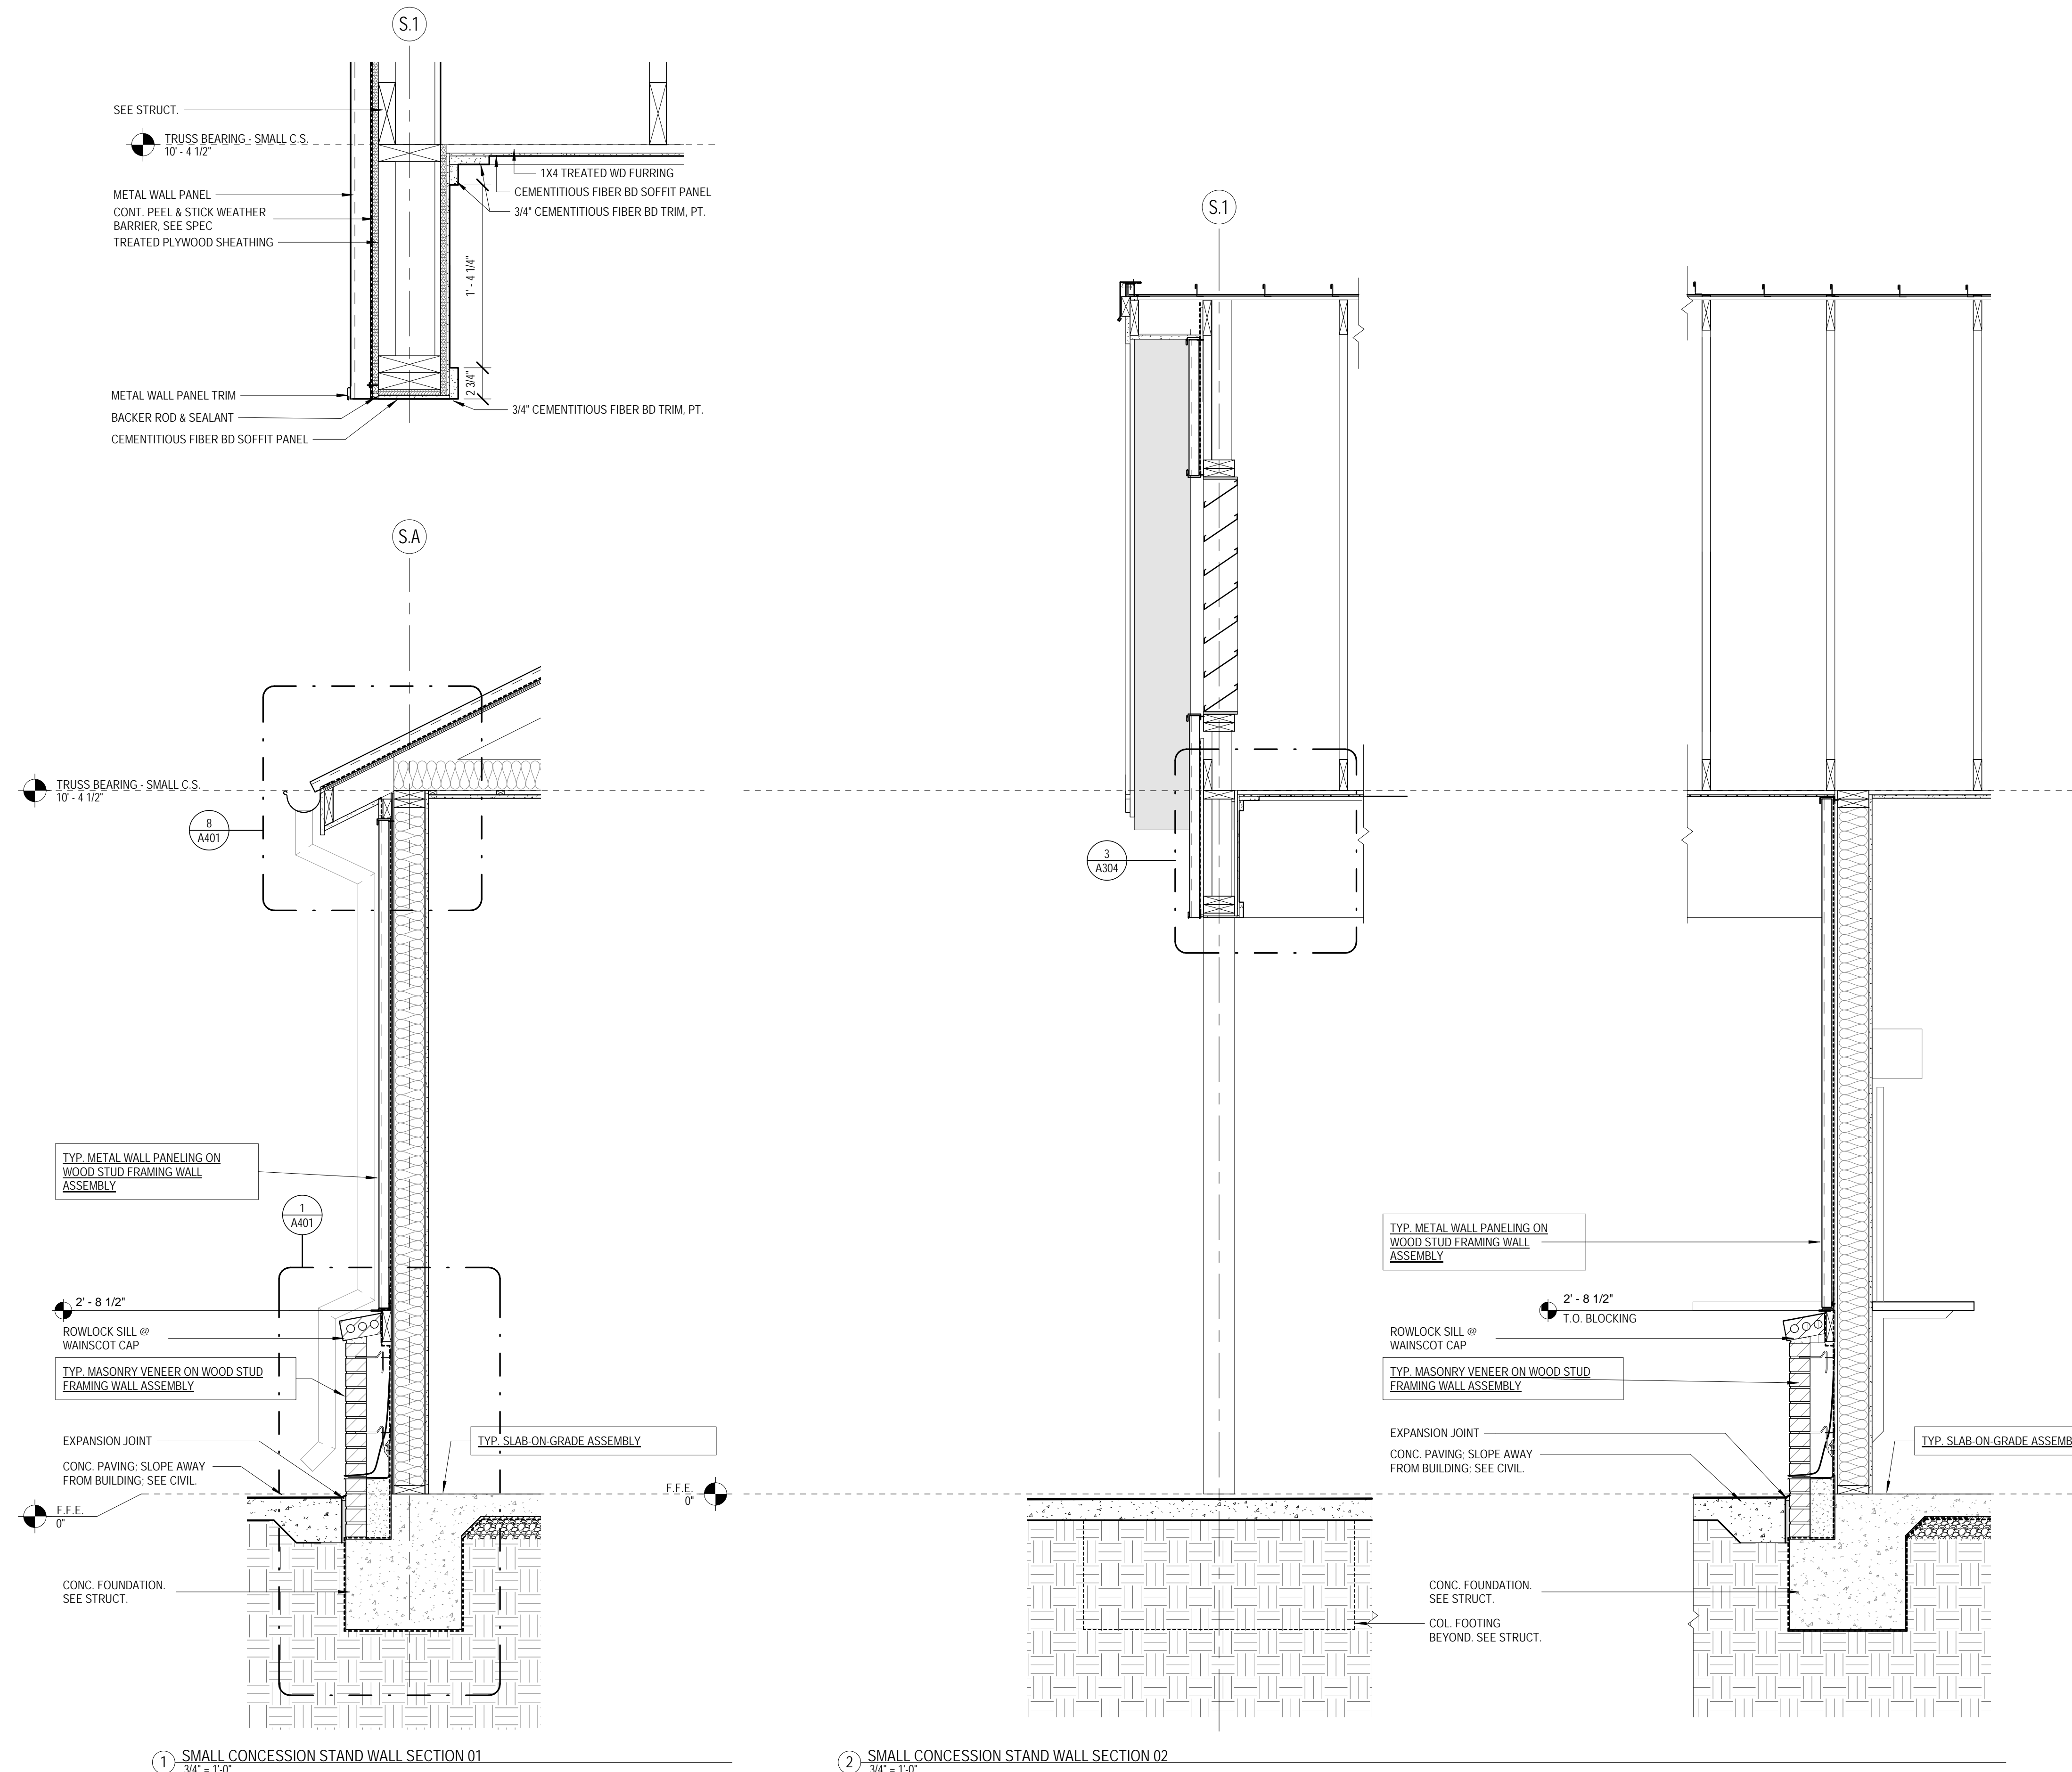 S.1
SEE STRUCT.
TRUSS BEARING - SMALL C.S.
10' - 4 1/2"
METAL WALL PANEL
CONT. PEEL & STICK WEATHER
BARRIER, SEE SPEC
TREATED PLYWOOD SHEATHING
1X4 TREATED WD FURRING
CEMENTITIOUS FIBER BD SOFFIT PANEL
3/4" CEMENTITIOUS FIBER BD TRIM, PT.
1' - 4 1/4"
2 3/4"
METAL WALL PANEL TRIM
BACKER ROD & SEALANT
CEMENTITIOUS FIBER BD SOFFIT PANEL
3/4" CEMENTITIOUS FIBER BD TRIM, PT.
S.A
TRUSS BEARING - SMALL C.S.
10' - 4 1/2"
8
A401
TYP. METAL WALL PANELING ON
WOOD STUD FRAMING WALL
ASSEMBLY
1
A401
2' - 8 1/2"
ROWLOCK SILL @
WAINSCOT CAP
TYP. MASONRY VENEER ON WOOD STUD
FRAMING WALL ASSEMBLY
EXPANSION JOINT
CONC. PAVING; SLOPE AWAY
FROM BUILDING; SEE CIVIL.
F.F.E.
0"
CONC. FOUNDATION.
SEE STRUCT.
TYP. SLAB-ON-GRADE ASSEMBLY
F.F.E.
0"
1
SMALL CONCESSION STAND WALL SECTION 01
3/4" = 1'-0"
S.1
3
A304
TYP. METAL WALL PANELING ON
WOOD STUD FRAMING WALL
ASSEMBLY
2' - 8 1/2"
T.O. BLOCKING
ROWLOCK SILL @
WAINSCOT CAP
TYP. MASONRY VENEER ON WOOD STUD
FRAMING WALL ASSEMBLY
EXPANSION JOINT
CONC. PAVING; SLOPE AWAY
FROM BUILDING; SEE CIVIL.
TYP. SLAB-ON-GRADE ASSEMB
CONC. FOUNDATION.
SEE STRUCT.
COL. FOOTING
BEYOND. SEE STRUCT.
2
SMALL CONCESSION STAND WALL SECTION 02
3/4" = 1'-0"